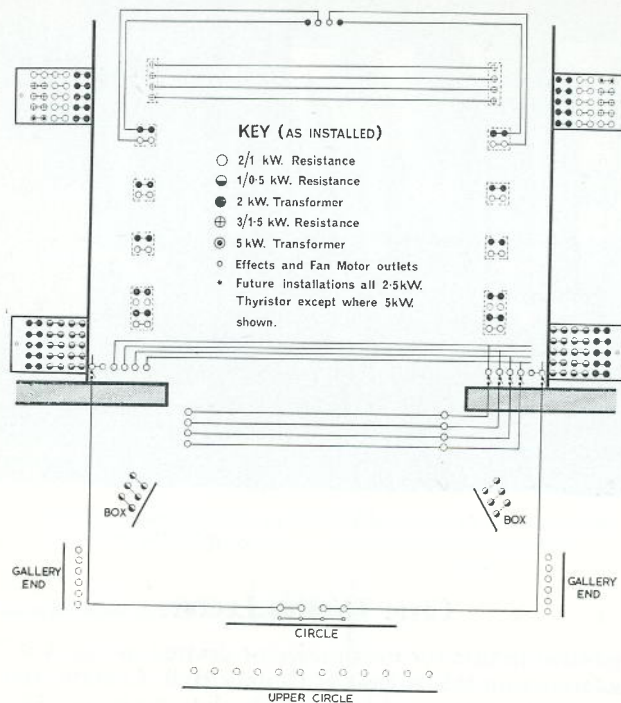 KEY (AS INSTALLED)
2/1 kW. Resistance
1/0·5 kW. Resistance
2 kW. Transformer
3/1·5 kW. Resistance
5 kW. Transformer
Effects and Fan Motor outlets
* Future installations all 2·5kW.
Thyristor except where 5kW.
shown.
BOX
BOX
GALLERY
END
GALLERY
END
CIRCLE
UPPER CIRCLE